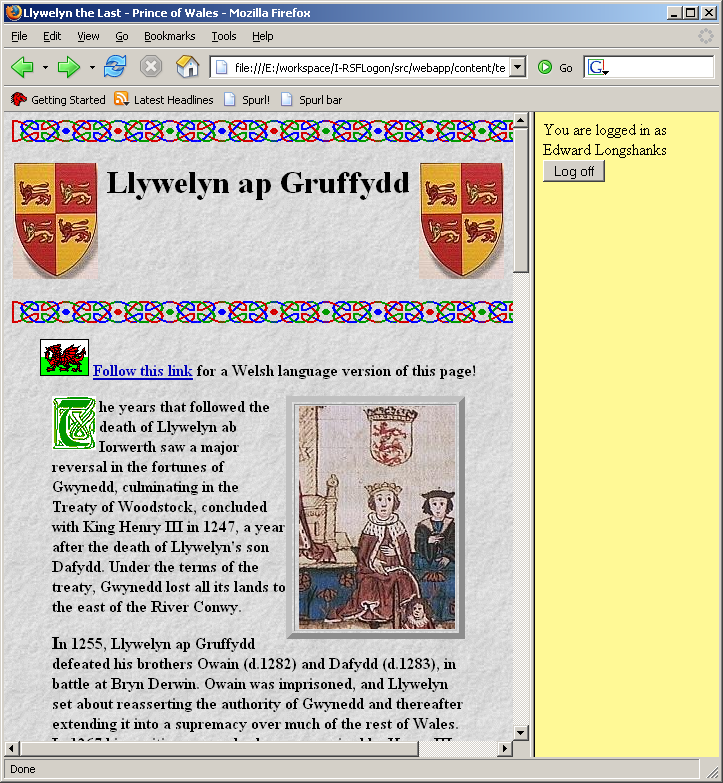 Llywelyn the Last - Prince of Wales - Mozilla Firefox
File Edit View Go Bookmarks Tools Help
file:///E:/workspace/I-RSFLogon/src/webapp/content/te Go G
Getting Started Latest Headlines Spurl! Spurl bar
Llywelyn ap Gruffydd
Follow this link for a Welsh language version of this page!
The years that followed the
death of Llywelyn ab
Iorwerth saw a major
reversal in the fortunes of
Gwynedd, culminating in the
Treaty of Woodstock, concluded
with King Henry III in 1247, a year
after the death of Llywelyn's son
Dafydd. Under the terms of the
treaty, Gwynedd lost all its lands to
the east of the River Conwy.
In 1255, Llywelyn ap Gruffydd
defeated his brothers Owain (d.1282) and Dafydd (d.1283), in
battle at Bryn Derwin. Owain was imprisoned, and Llywelyn
set about reasserting the authority of Gwynedd and thereafter
extending it into a supremacy over much of the rest of Wales.
You are logged in as
Edward Longshanks
Log off
Done